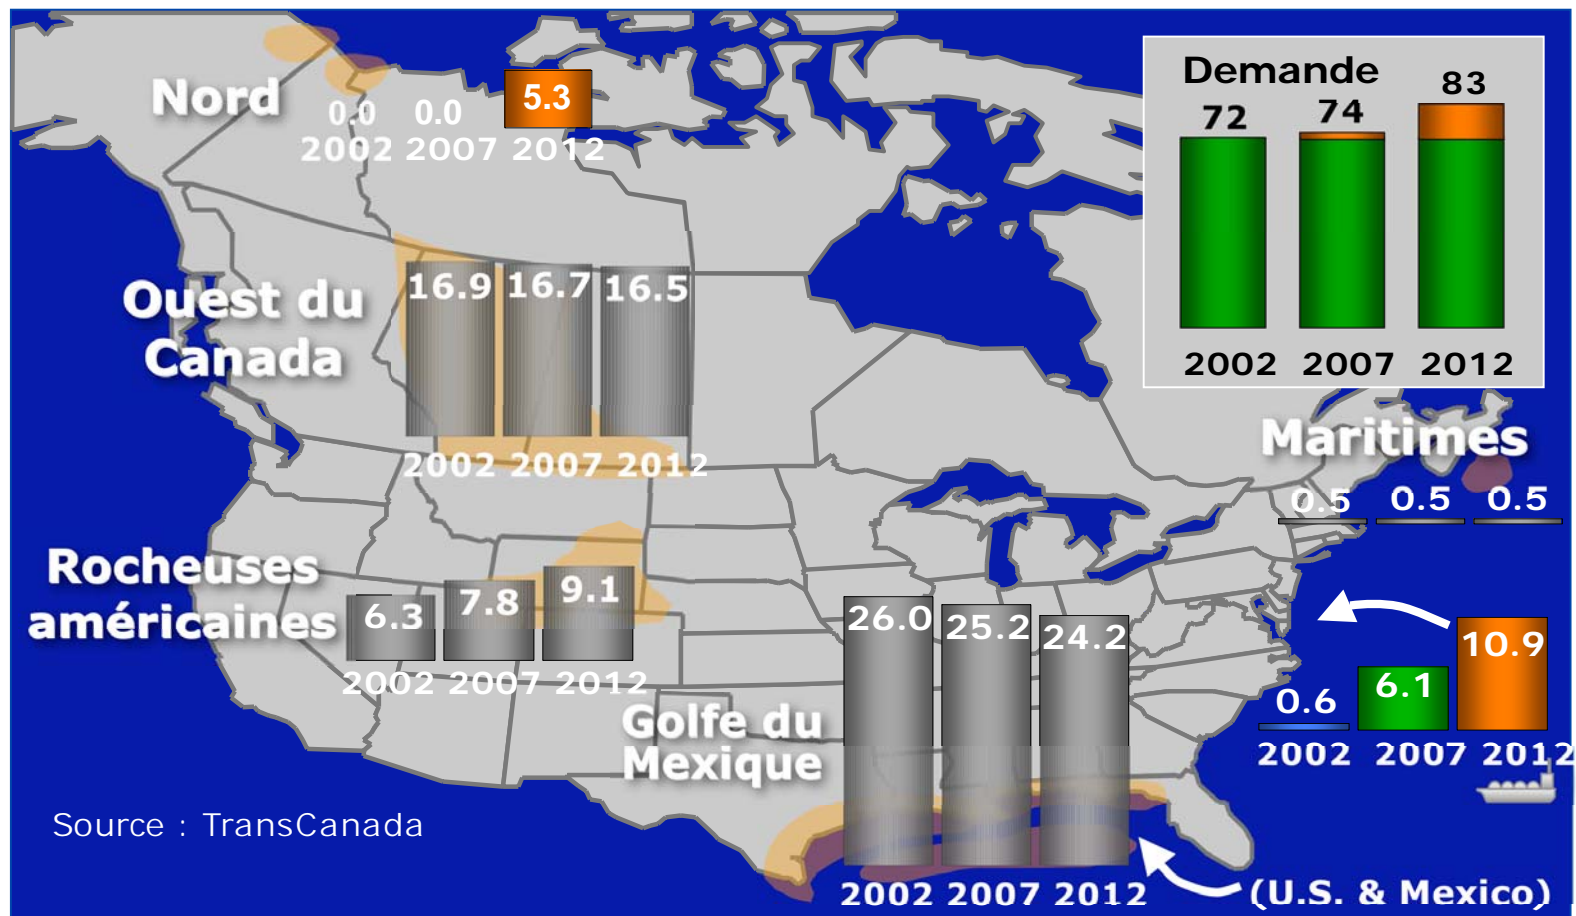 Nord
0.0 0.0 5.3
2002 2007 2012
Demande
72 74 83
2002 2007 2012
Ouest du
Canada
16.9 16.7 16.5
2002 2007 2012
Maritimes
0.5 0.5 0.5
Rocheuses
américaines
6.3 7.8 9.1
2002 2007 2012
Golfe du
Mexique
26.0 25.2 24.2
2002 2007 2012
0.6 6.1 10.9
2002 2007 2012
Source : TransCanada
(U.S. & Mexico)